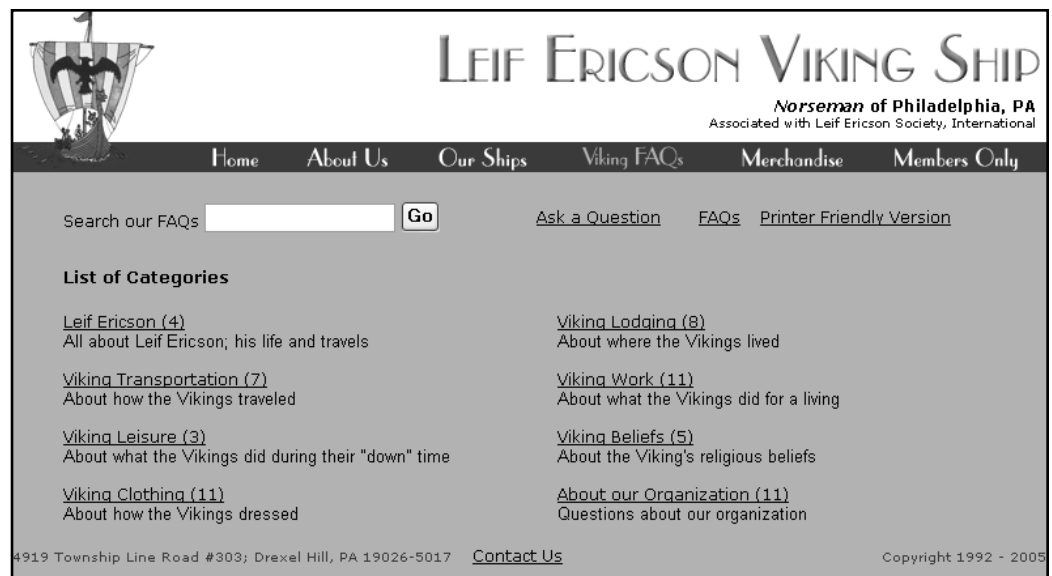 LEIF ERICSON VIKING SHIP
Norseman of Philadelphia, PA
Associated with Leif Ericson Society, International
Home About Us Our Ships Viking FAQs Merchandise Members Only
Search our FAQs Go Ask a Question FAQs Printer Friendly Version
List of Categories
Leif Ericson (4)
All about Leif Ericson; his life and travels
Viking Lodging (8)
About where the Vikings lived
Viking Transportation (7)
About how the Vikings traveled
Viking Work (11)
About what the Vikings did for a living
Viking Leisure (3)
About what the Vikings did during their "down" time
Viking Beliefs (5)
About the Viking's religious beliefs
Viking Clothing (11)
About how the Vikings dressed
About our Organization (11)
Questions about our organization
4919 Township Line Road #303; Drexel Hill, PA 19026-5017 Contact Us Copyright 1992 - 2005